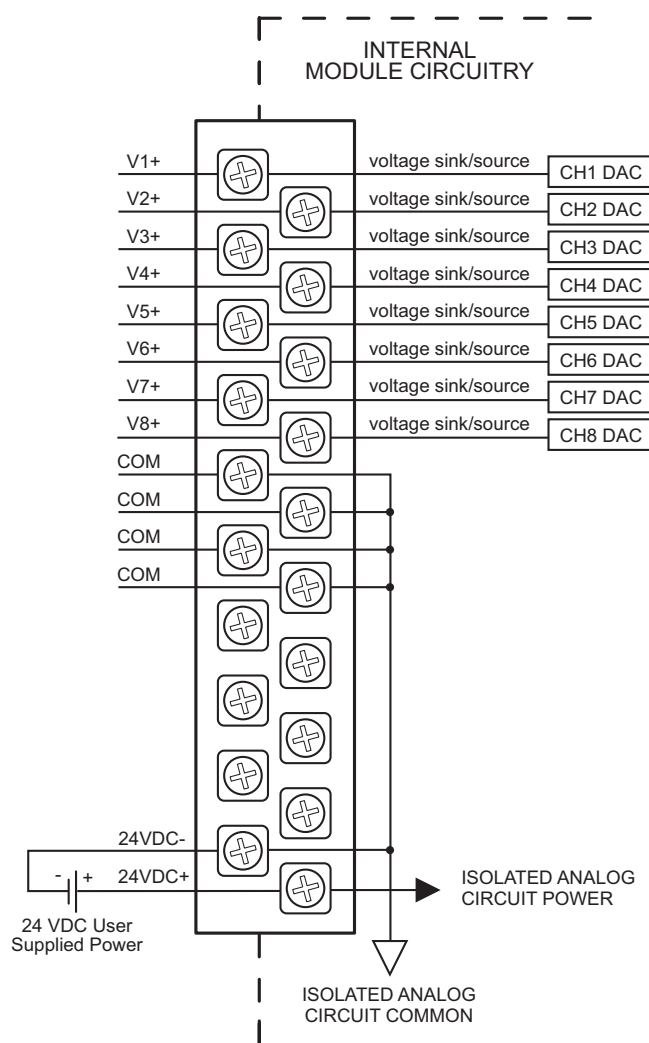 INTERNAL
MODULE CIRCUITRY
V1+ voltage sink/source CH1 DAC
V2+ voltage sink/source CH2 DAC
V3+ voltage sink/source CH3 DAC
V4+ voltage sink/source CH4 DAC
V5+ voltage sink/source CH5 DAC
V6+ voltage sink/source CH6 DAC
V7+ voltage sink/source CH7 DAC
V8+ voltage sink/source CH8 DAC
COM
COM
COM
COM
24VDC-
- + 24VDC+
24 VDC User
Supplied Power
ISOLATED ANALOG
CIRCUIT POWER
ISOLATED ANALOG
CIRCUIT COMMON